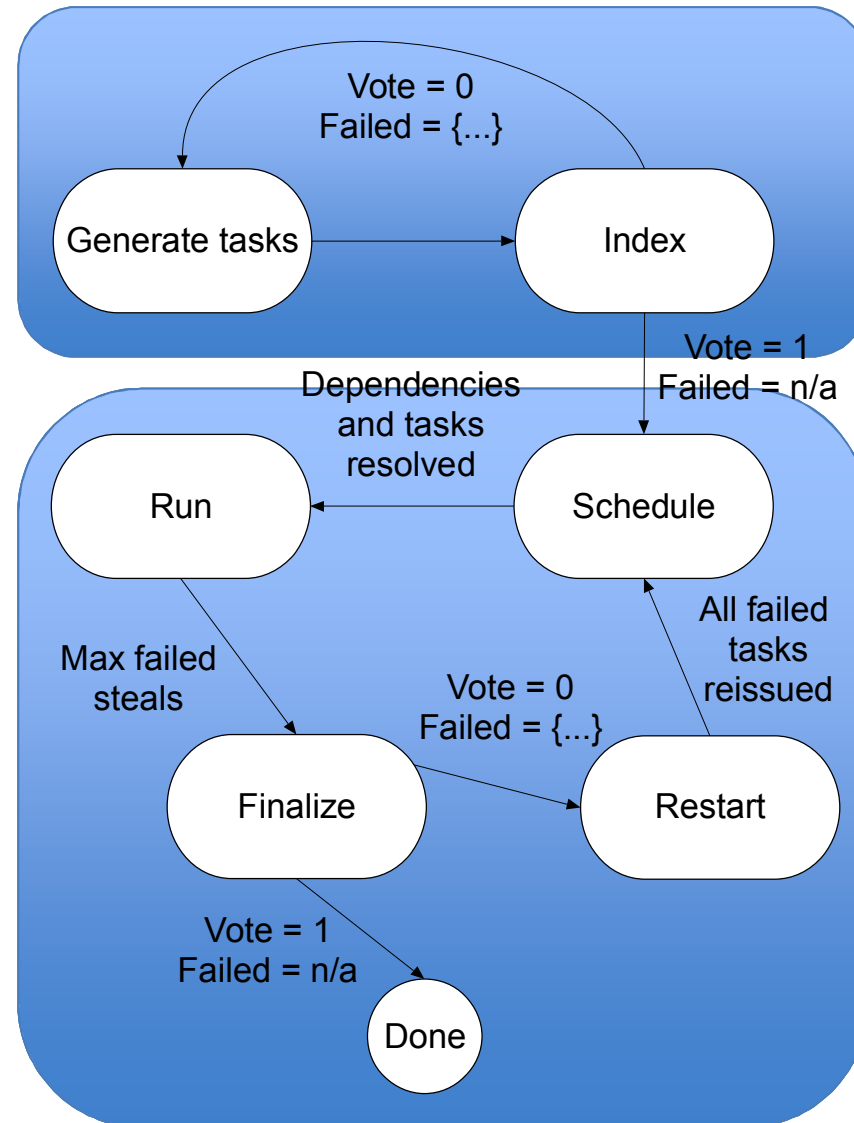 Vote = 0
Failed = {...}
Generate tasks
Index
Vote = 1
Failed = n/a
Dependencies
and tasks
resolved
Run
Schedule
Max failed
steals
All failed
tasks
reissued
Vote = 0
Failed = {...}
Finalize
Restart
Vote = 1
Failed = n/a
Done